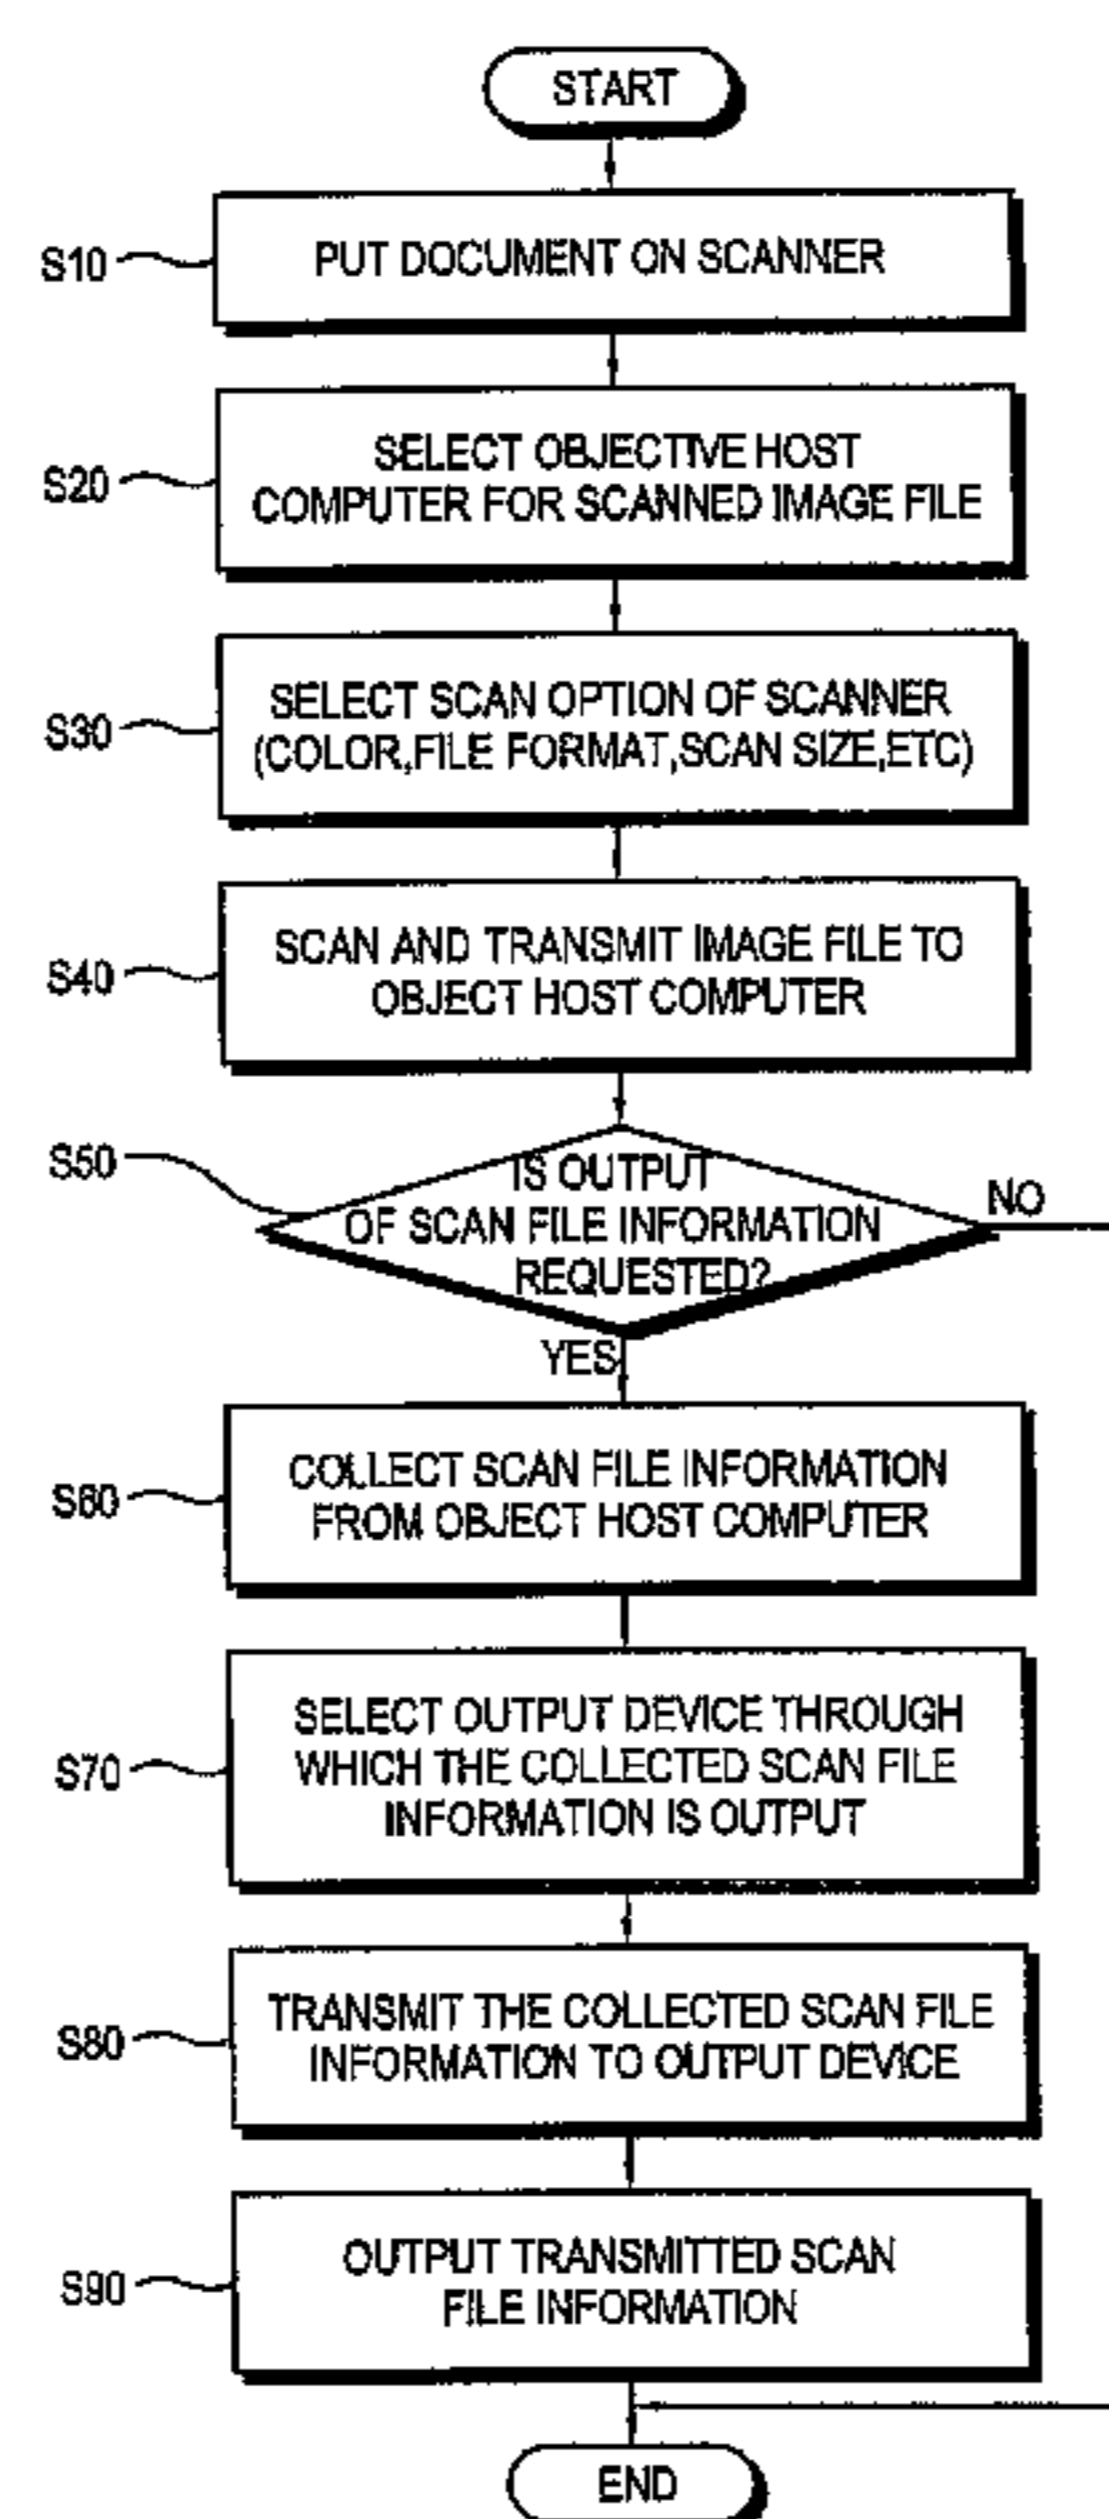 START
S10
PUT DOCUMENT ON SCANNER
S20
SELECT OBJECTIVE HOST
COMPUTER FOR SCANNED IMAGE FILE
S30
SELECT SCAN OPTION OF SCANNER
(COLOR,FILE FORMAT,SCAN SIZE,ETC)
S40
SCAN AND TRANSMIT IMAGE FILE TO
OBJECT HOST COMPUTER
S50
IS OUTPUT
OF SCAN FILE INFORMATION
REQUESTED?
NO
YES
S60
COLLECT SCAN FILE INFORMATION
FROM OBJECT HOST COMPUTER
S70
SELECT OUTPUT DEVICE THROUGH
WHICH THE COLLECTED SCAN FILE
INFORMATION IS OUTPUT
S80
TRANSMIT THE COLLECTED SCAN FILE
INFORMATION TO OUTPUT DEVICE
S90
OUTPUT TRANSMITTED SCAN
FILE INFORMATION
END